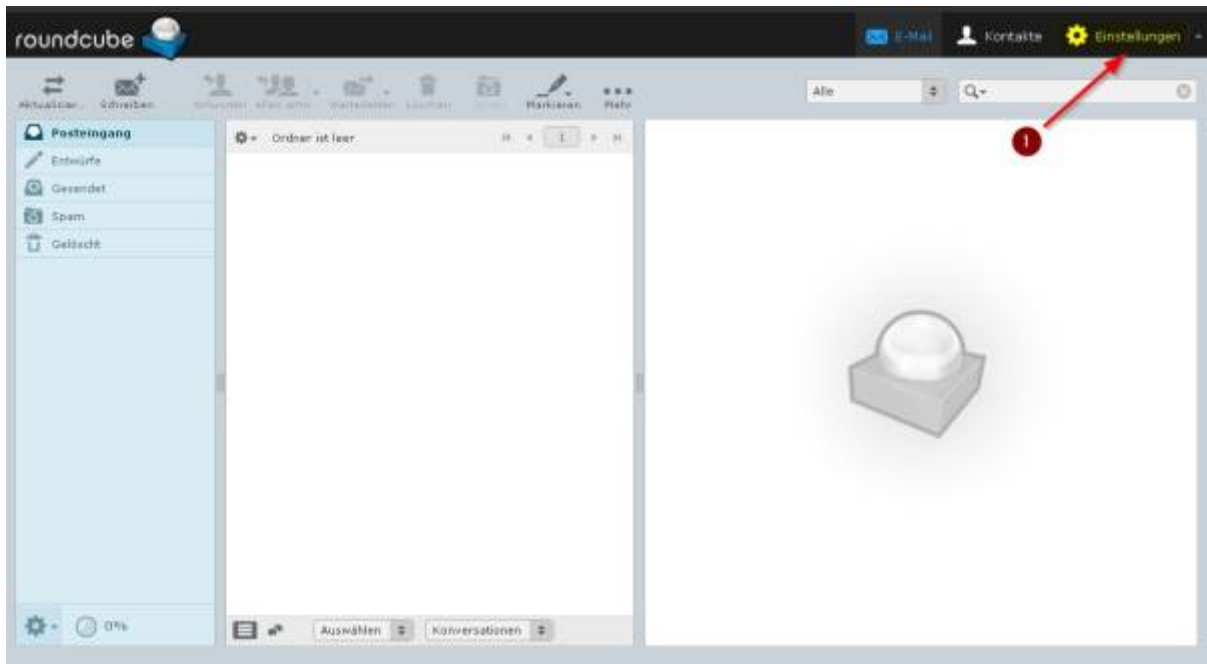 roundcube
E-Mail Kontakte Einstellungen
1
Schreiben Markieren Mehr
Alle
Posteingang
Entwürfe
Gesendet
Spam
Gelöscht
Ordner ist leer 1
0%
Auswählen Konversationen